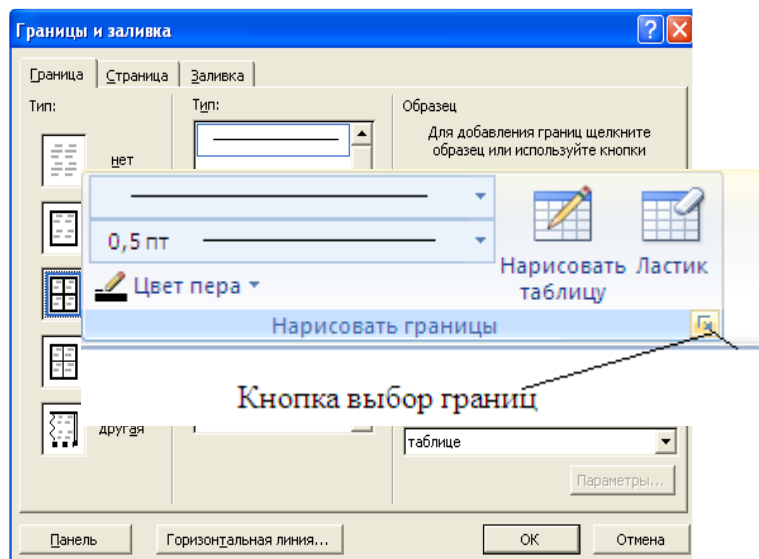 Границы и заливка
Граница
Страница
Заливка
Тип:
Тип:
Образец
Для добавления границ щелкните
образец или используйте кнопки
нет
0,5 пт
Цвет пера
Нарисовать
таблицу
Ластик
Нарисовать границы
Кнопка выбор границ
другая
таблице
Параметры...
Панель
Горизонтальная линия...
ОК
Отмена